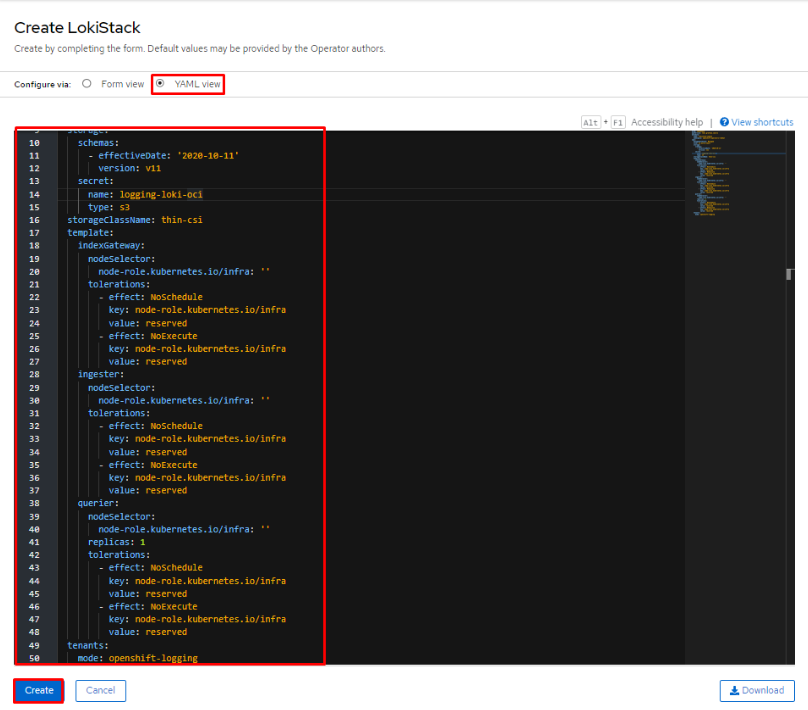 Create LokiStack
Create by completing the form. Default values may be provided by the Operator authors.
Configure via: Form view YAML view
Alt + F1 Accessibility help | View shortcuts
9 storage:
10 schemas:
11 - effectiveDate: '2020-10-11'
12 version: v11
13 secret:
14 name: logging-loki-oci
15 type: s3
16 storageClassName: thin-csi
17 template:
18 indexGateway:
19 nodeSelector:
20 node-role.kubernetes.io/infra: ''
21 tolerations:
22 - effect: NoSchedule
23 key: node-role.kubernetes.io/infra
24 value: reserved
25 - effect: NoExecute
26 key: node-role.kubernetes.io/infra
27 value: reserved
28 ingester:
29 nodeSelector:
30 node-role.kubernetes.io/infra: ''
31 tolerations:
32 - effect: NoSchedule
33 key: node-role.kubernetes.io/infra
34 value: reserved
35 - effect: NoExecute
36 key: node-role.kubernetes.io/infra
37 value: reserved
38 querier:
39 nodeSelector:
40 node-role.kubernetes.io/infra: ''
41 replicas: 1
42 tolerations:
43 - effect: NoSchedule
44 key: node-role.kubernetes.io/infra
45 value: reserved
46 - effect: NoExecute
47 key: node-role.kubernetes.io/infra
48 value: reserved
49 tenants:
50 mode: openshift-logging
Create Cancel Download